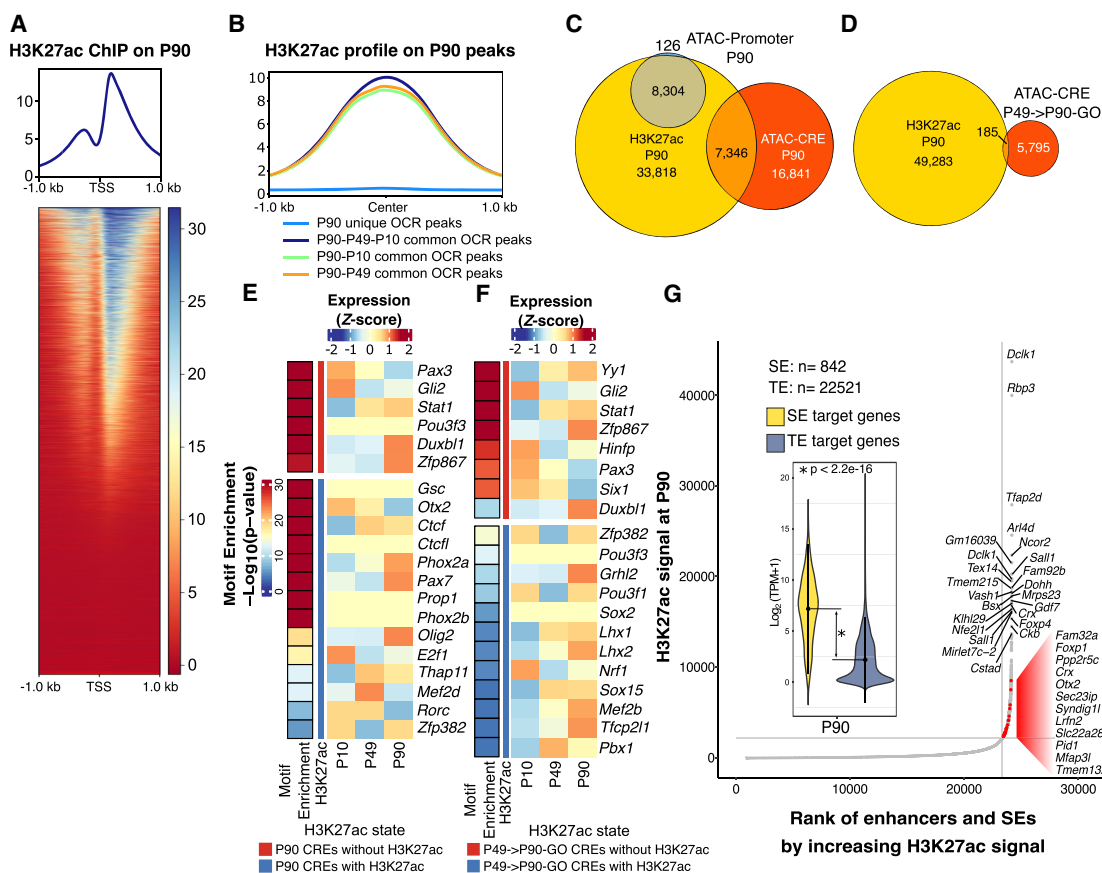 A
H3K27ac ChIP on P90
10
5
0
-1.0 kb
TSS
1.0 kb
30
25
20
15
10
5
0
-1.0 kb
TSS
1.0 kb
B
H3K27ac profile on P90 peaks
10
8
6
4
2
0
-1.0 kb
Center
1.0 kb
P90 unique OCR peaks
P90-P49-P10 common OCR peaks
P90-P10 common OCR peaks
P90-P49 common OCR peaks
C
126
ATAC-Promoter
P90
8,304
H3K27ac
P90
33,818
7,346
ATAC-CRE
P90
16,841
D
ATAC-CRE
P49->P90-GO
H3K27ac
P90
49,283
185
5,795
E
Expression
(Z-score)
-2 -1 0 1 2
Motif Enrichment
-Log10(p-value)
0 10 20 30
Pax3
Gli2
Stat1
Pou3f3
Duxbl1
Zfp867
Gsc
Otx2
Ctcf
Ctcfl
Phox2a
Pax7
Prop1
Phox2b
Olig2
E2f1
Thap11
Mef2d
Rorc
Zfp382
Motif
Enrichment
H3K27ac
P10
P49
P90
H3K27ac state
P90 CREs without H3K27ac
P90 CREs with H3K27ac
F
Expression
(Z-score)
-2 -1 0 1 2
Yy1
Gli2
Stat1
Zfp867
Hinfp
Pax3
Six1
Duxbl1
Zfp382
Pou3f3
Grhl2
Pou3f1
Sox2
Lhx1
Lhx2
Nrf1
Sox15
Mef2b
Tfcp2l1
Pbx1
Motif
Enrichment
H3K27ac
P10
P49
P90
H3K27ac state
P49->P90-GO CREs without H3K27ac
P49->P90-GO CREs with H3K27ac
G
H3K27ac signal at P90
40000
30000
20000
10000
0
SE: n= 842
TE: n= 22521
SE target genes
TE target genes
* p < 2.2e-16
Log2 (TPM+1)
20
15
10
5
0
*
P90
Dclk1
Rbp3
Tfap2d
Arl4d
Gm16039
Ncor2
Dclk1
Sall1
Tex14
Fam92b
Tmem215
Dohh
Vash1
Mrps23
Bsx
Gdf7
Klhl29
Crx
Nfe2l1
Foxp4
Sall1
Ckb
Mirlet7c-2
Cstad
Fam32a
Foxp1
Ppp2r5c
Crx
Otx2
Sec23ip
Syndig1l
Lrfn2
Slc22a28
Pid1
Mfap3l
Tmem13
0
10000
20000
30000
Rank of enhancers and SEs
by increasing H3K27ac signal